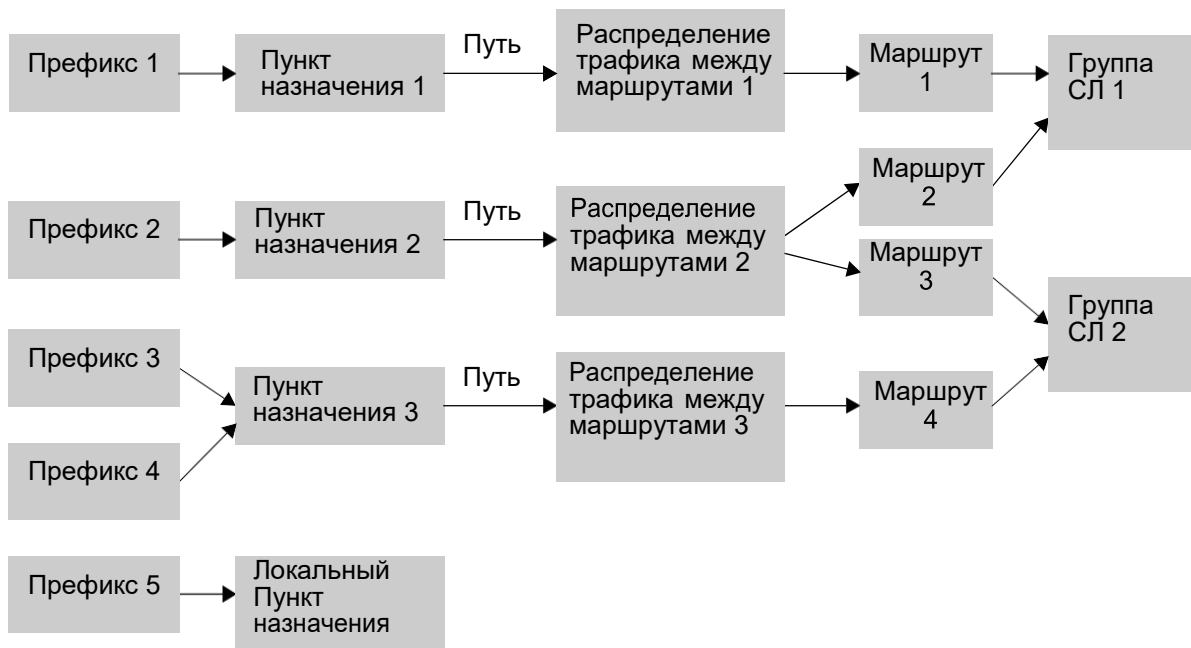 Префикс 1
Пункт
назначения 1
Путь
Распределение
трафика между
маршрутами 1
Маршрут
1
Группа
СЛ 1
Префикс 2
Пункт
назначения 2
Путь
Распределение
трафика между
маршрутами 2
Маршрут
2
Маршрут
3
Группа
СЛ 2
Префикс 3
Префикс 4
Пункт
назначения 3
Путь
Распределение
трафика между
маршрутами 3
Маршрут
4
Префикс 5
Локальный
Пункт
назначения